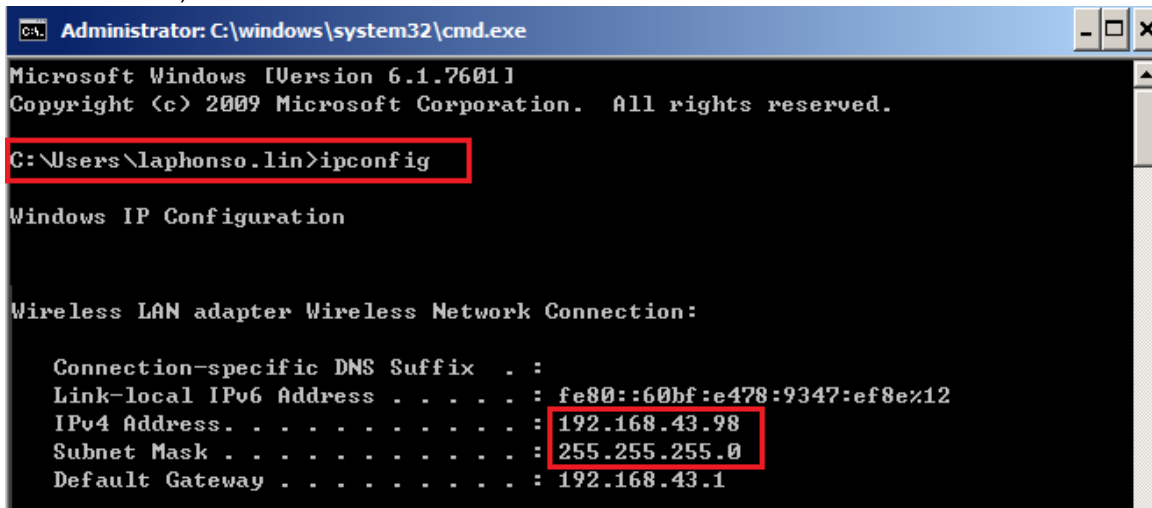 Administrator: C:\windows\system32\cmd.exe
Microsoft Windows [Version 6.1.7601]
Copyright (c) 2009 Microsoft Corporation.  All rights reserved.
C:\Users\laphonso.lin>ipconfig
Windows IP Configuration
Wireless LAN adapter Wireless Network Connection:
Connection-specific DNS Suffix  . :
Link-local IPv6 Address . . . . . : fe80::60bf:e478:9347:ef8e%12
IPv4 Address. . . . . . . . . . . : 192.168.43.98
Subnet Mask . . . . . . . . . . . : 255.255.255.0
Default Gateway . . . . . . . . . : 192.168.43.1